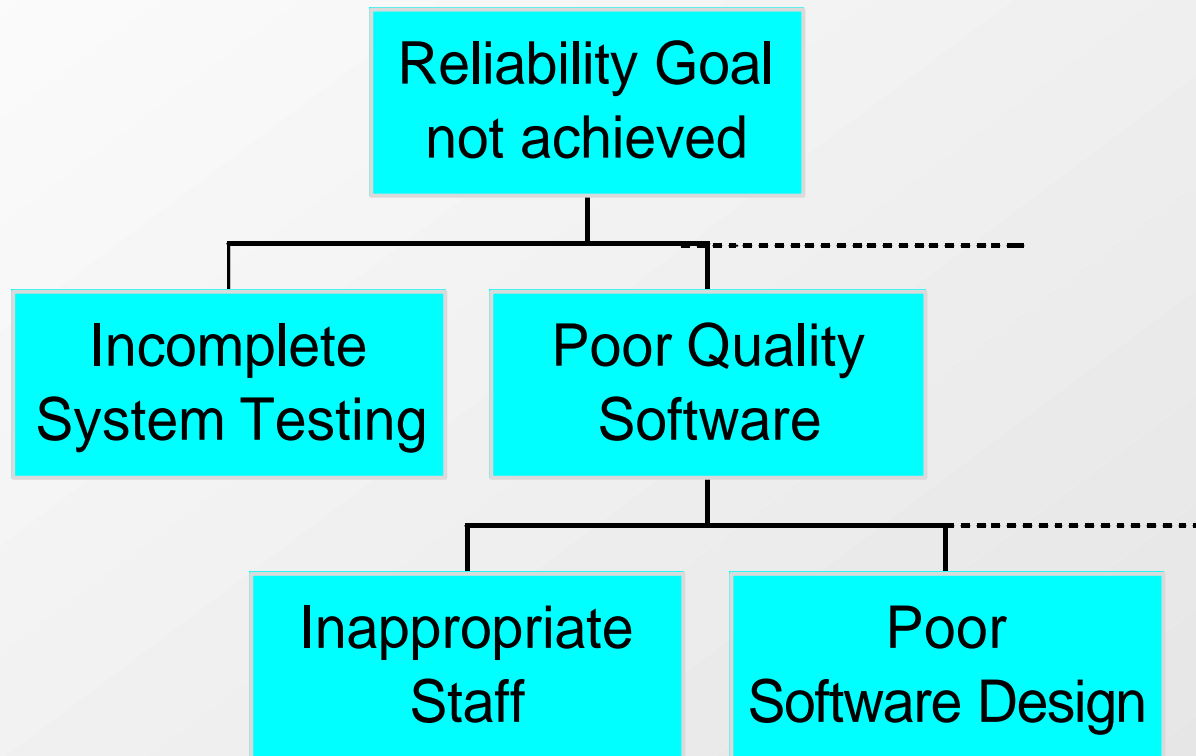 Reliability Goal
not achieved
Incomplete
System Testing
Poor Quality
Software
Inappropriate
Staff
Poor
Software Design